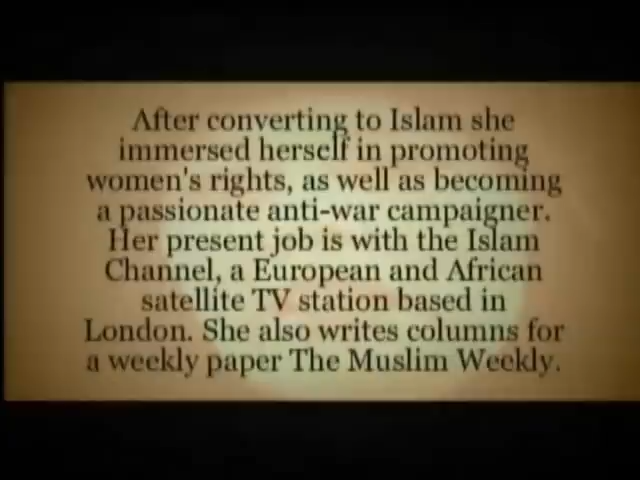 After converting to Islam she
immersed herself in promoting
women's rights, as well as becoming
a passionate anti-war campaigner.
Her present job is with the Islam
Channel, a European and African
satellite TV station based in
London. She also writes columns for
a weekly paper The Muslim Weekly.